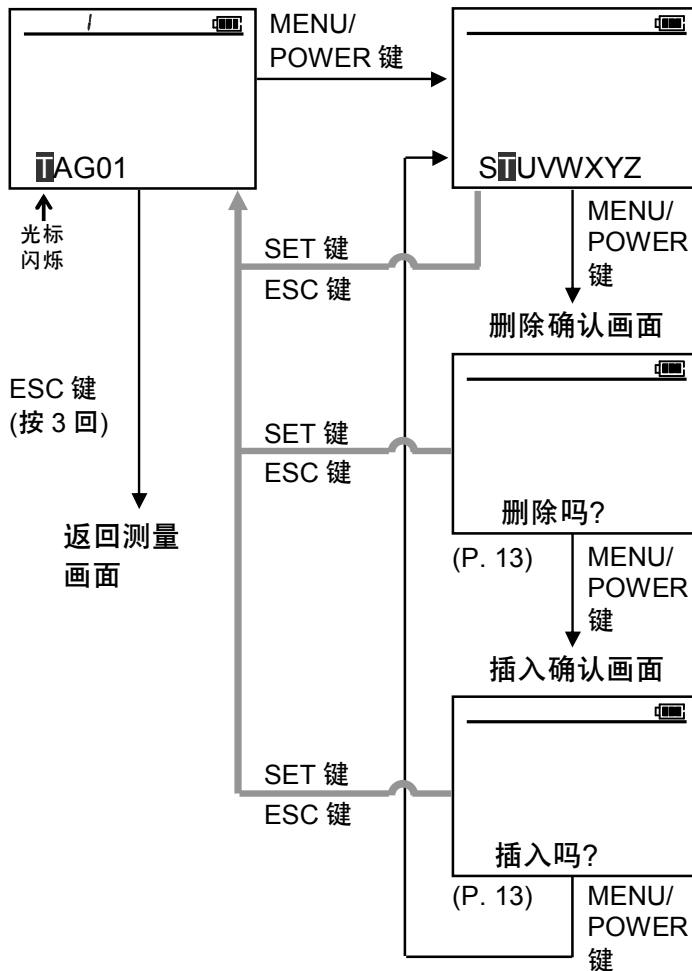 MENU/
POWER 键
TAG01
光标
闪烁
STUVWXYZ
MENU/
POWER
键
SET 键
ESC 键
删除确认画面
ESC 键
(按 3 回)
返回测量
画面
SET 键
ESC 键
删除吗?
(P. 13)
MENU/
POWER
键
插入确认画面
SET 键
ESC 键
插入吗?
(P. 13)
MENU/
POWER
键